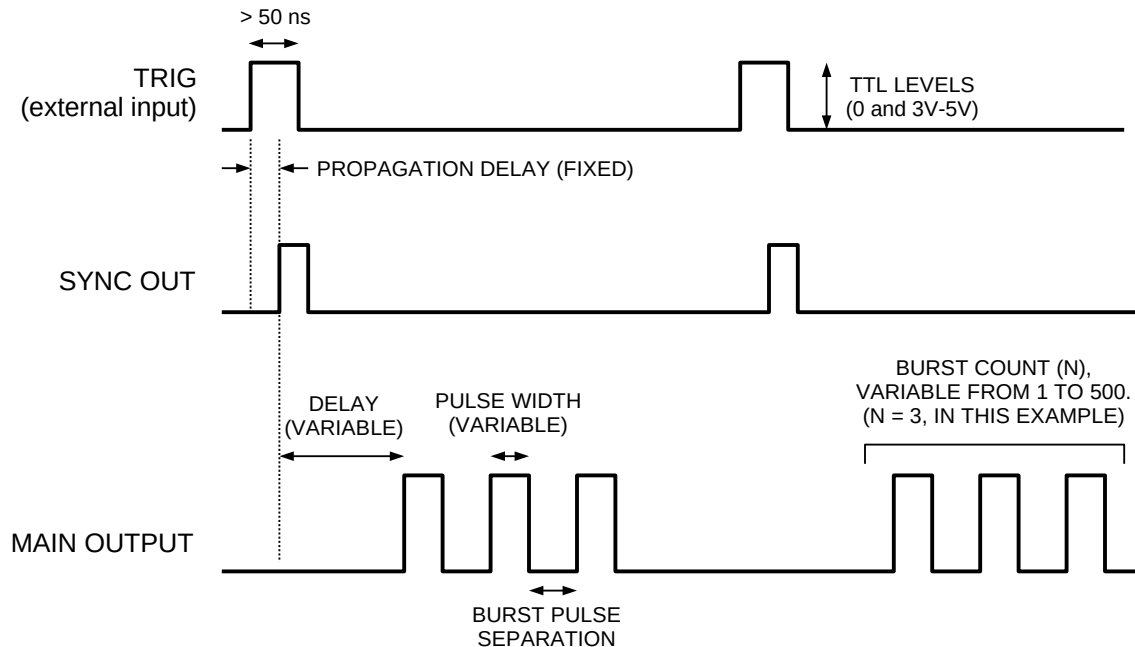 > 50 ns
TRIG
(external input)
TTL LEVELS
(0 and 3V-5V)
PROPAGATION DELAY (FIXED)
SYNC OUT
BURST COUNT (N),
VARIABLE FROM 1 TO 500.
(N = 3, IN THIS EXAMPLE)
DELAY
(VARIABLE)
PULSE WIDTH
(VARIABLE)
MAIN OUTPUT
BURST PULSE
SEPARATION